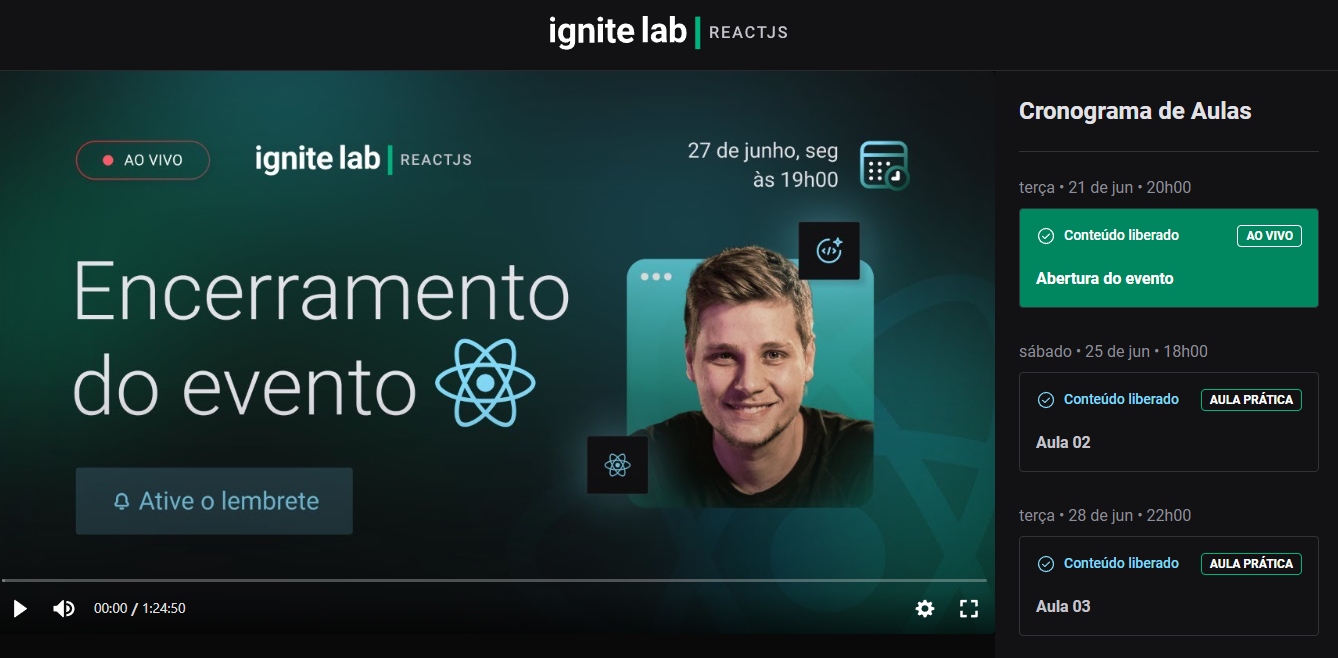 ignite lab | REACTJS
AO VIVO
ignite lab | REACTJS
27 de junho, seg
às 19h00
Encerramento
do evento
Ative o lembrete
00:00 / 1:24:50
Cronograma de Aulas
terça • 21 de jun • 20h00
Conteúdo liberado AO VIVO
Abertura do evento
sábado • 25 de jun • 18h00
Conteúdo liberado AULA PRÁTICA
Aula 02
terça • 28 de jun • 22h00
Conteúdo liberado AULA PRÁTICA
Aula 03